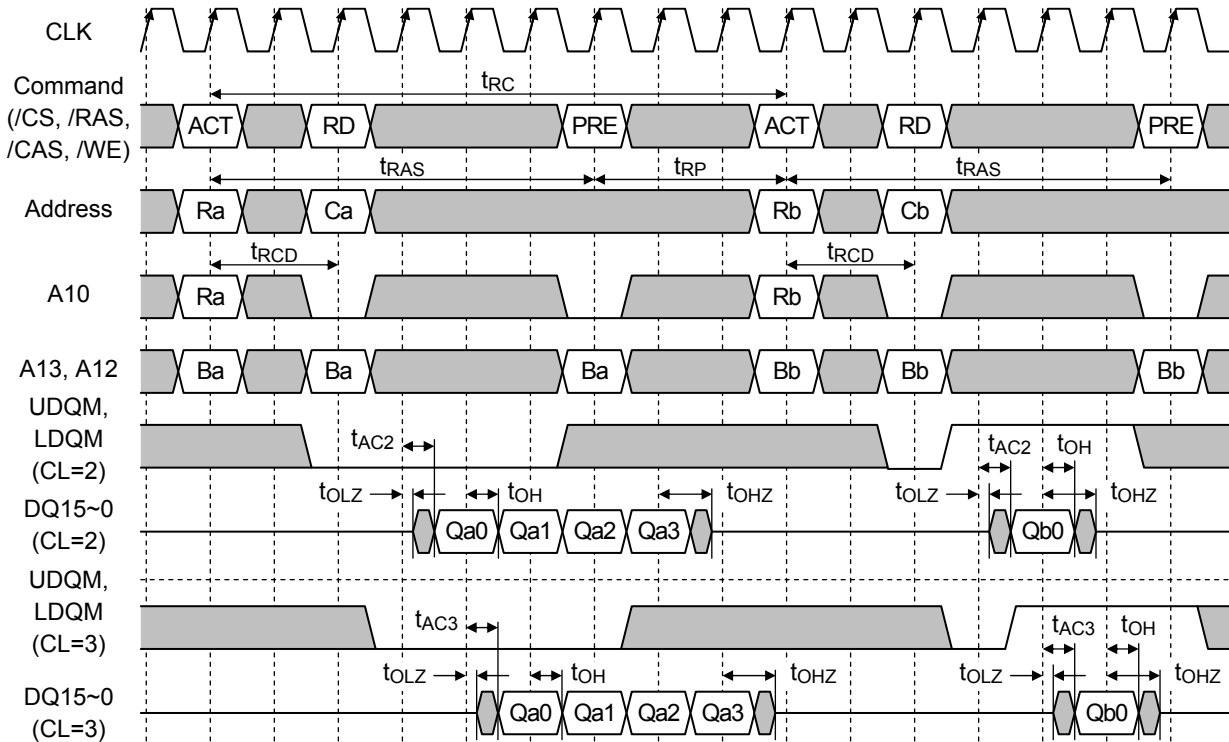 CLK
Command
(/CS, /RAS,
/CAS, /WE)
tRC
ACT RD PRE ACT RD PRE
tRAS tRP tRAS
Address
Ra Ca Rb Cb
tRCD tRCD
A10
Ra Rb
A13, A12
Ba Ba Ba Bb Bb Bb
UDQM,
LDQM
(CL=2)
tAC2 tAC2 tOH
tOLZ tOH tOHZ tOLZ tOHZ
DQ15~0
(CL=2)
Qa0 Qa1 Qa2 Qa3 Qb0
UDQM,
LDQM
(CL=3)
tAC3 tAC3 tOH
tOLZ tOH tOHZ tOLZ tOHZ
DQ15~0
(CL=3)
Qa0 Qa1 Qa2 Qa3 Qb0